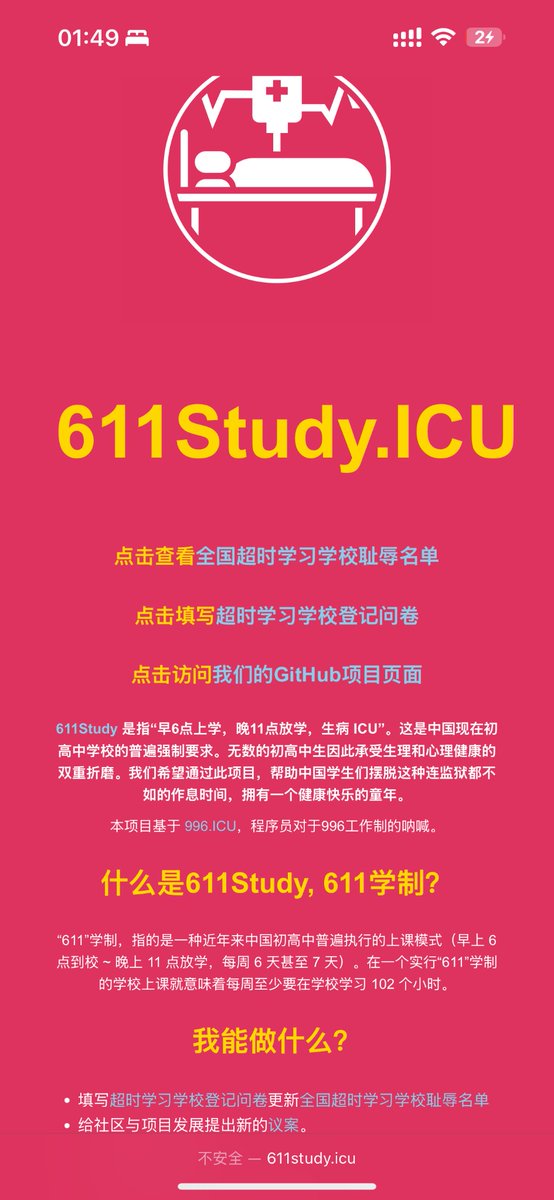 01:49
2
611Study.ICU
点击查看全国超时学习学校耻辱名单
点击填写超时学习学校登记问卷
点击访问我们的GitHub项目页面
611Study 是指“早6点上学，晚11点放学，生病 ICU”。这是中国现在初
高中学校的普遍强制要求。无数的初高中生因此承受生理和心理健康的
双重折磨。我们希望通过此项目，帮助中国学生们摆脱这种连监狱都不
如的作息时间，拥有一个健康快乐的童年。
本项目基于 996.ICU，程序员对于996工作制的呐喊。
什么是611Study, 611学制？
“611”学制，指的是一种近年来中国初高中普遍执行的上课模式（早上 6
点到校 ~ 晚上 11 点放学，每周 6 天甚至 7 天）。在一个实行“611”学制
的学校上课就意味着每周至少要在学校学习 102 个小时。
我能做什么？
• 填写超时学习学校登记问卷更新全国超时学习学校耻辱名单
• 给社区与项目发展提出新的议案。
不安全 — 611study.icu